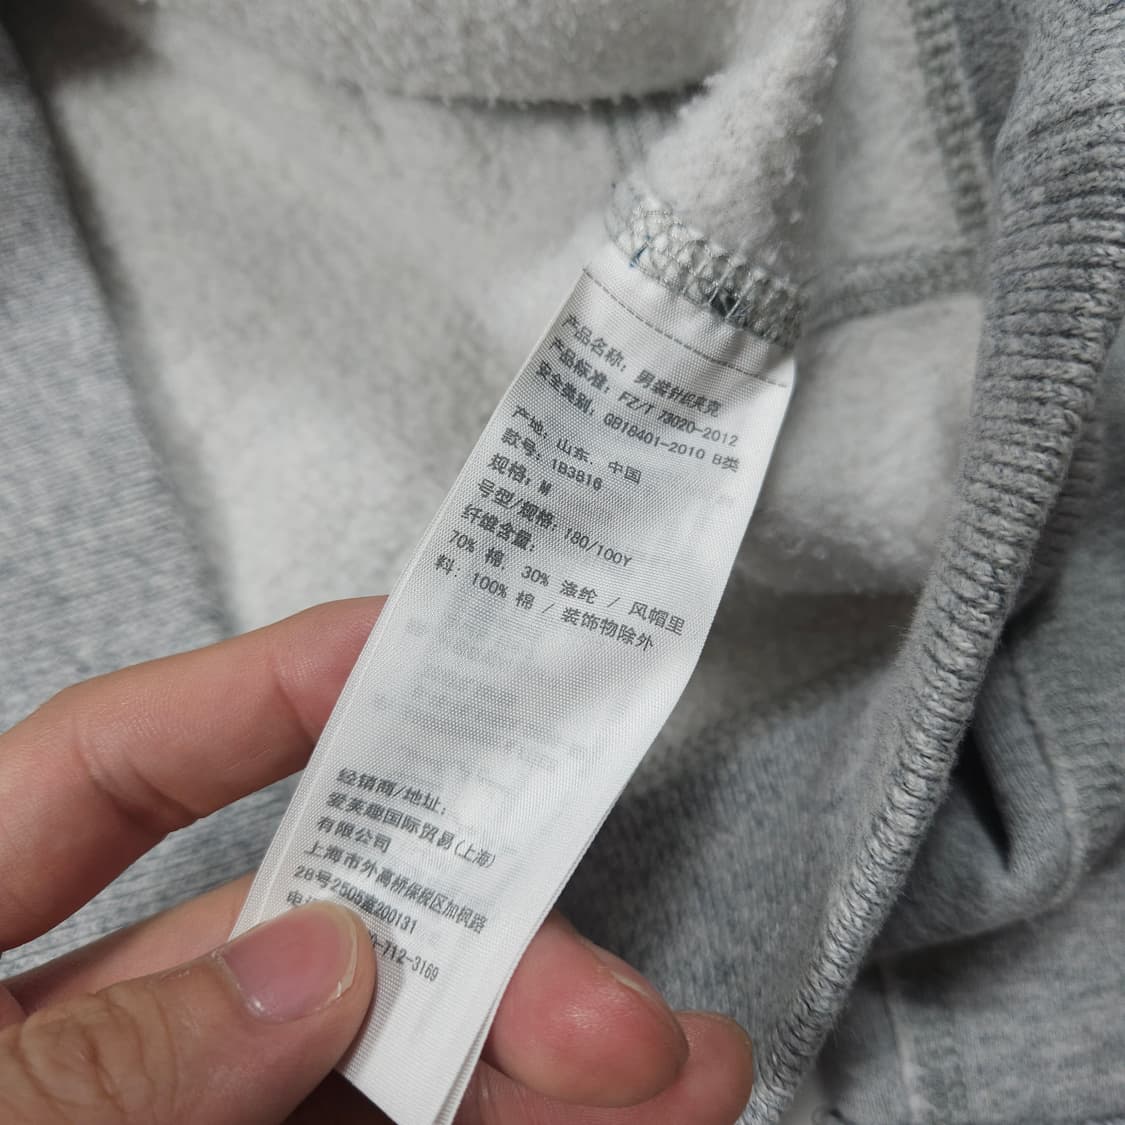 产品名称: 男装针织夹克
产品标准: FZ/T 73020-2012
安全类别: GB18401-2010 B类
产地: 山东, 中国
款号: 1B3816
规格: M
号型/规格: 180/100Y
纤维含量:
70% 棉, 30% 涤纶 / 风帽里
料: 100% 棉 / 装饰物除外
经销商/地址:
爱芙趣国际贸易(上海)
有限公司
上海市外高桥保税区加枫路
28号2505室200131
电 0-712-3169